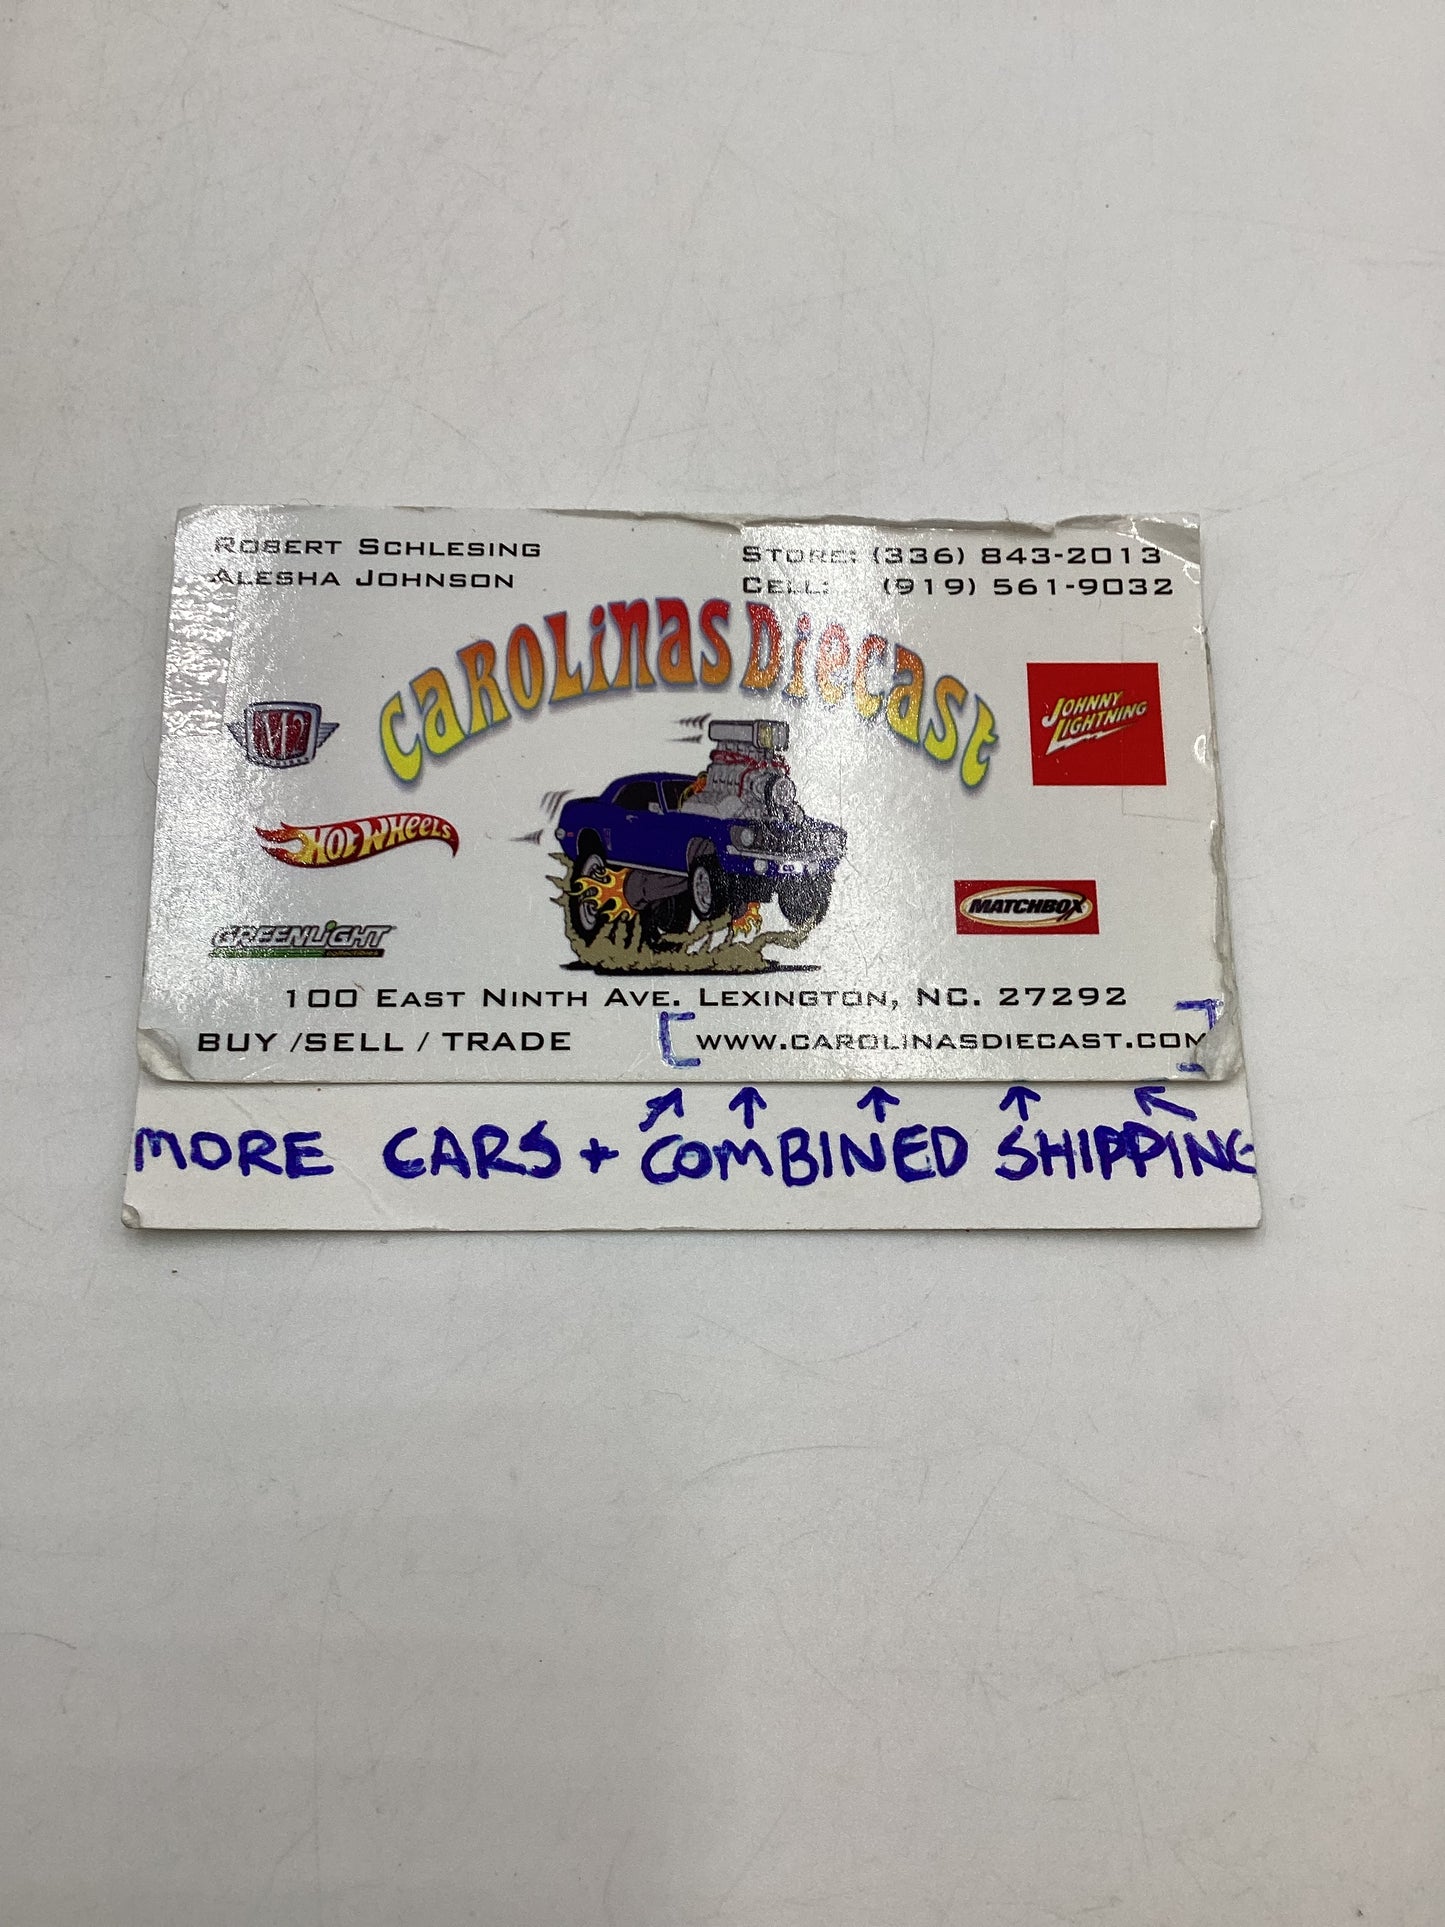 ROBERT SCHLESING
ALESHA JOHNSON
STORE: (336) 843-2013
CELL: (919) 561-9032
CAROLINAS DIECAST
M2
JOHNNY
LIGHTNING
HOT WHEELS
MATCHBOX
GREENLIGHT
collectibles
100 EAST NINTH AVE. LEXINGTON, NC. 27292
BUY /SELL / TRADE
[WWW.CAROLINASDIECAST.COM]
MORE CARS + COMBINED SHIPPING